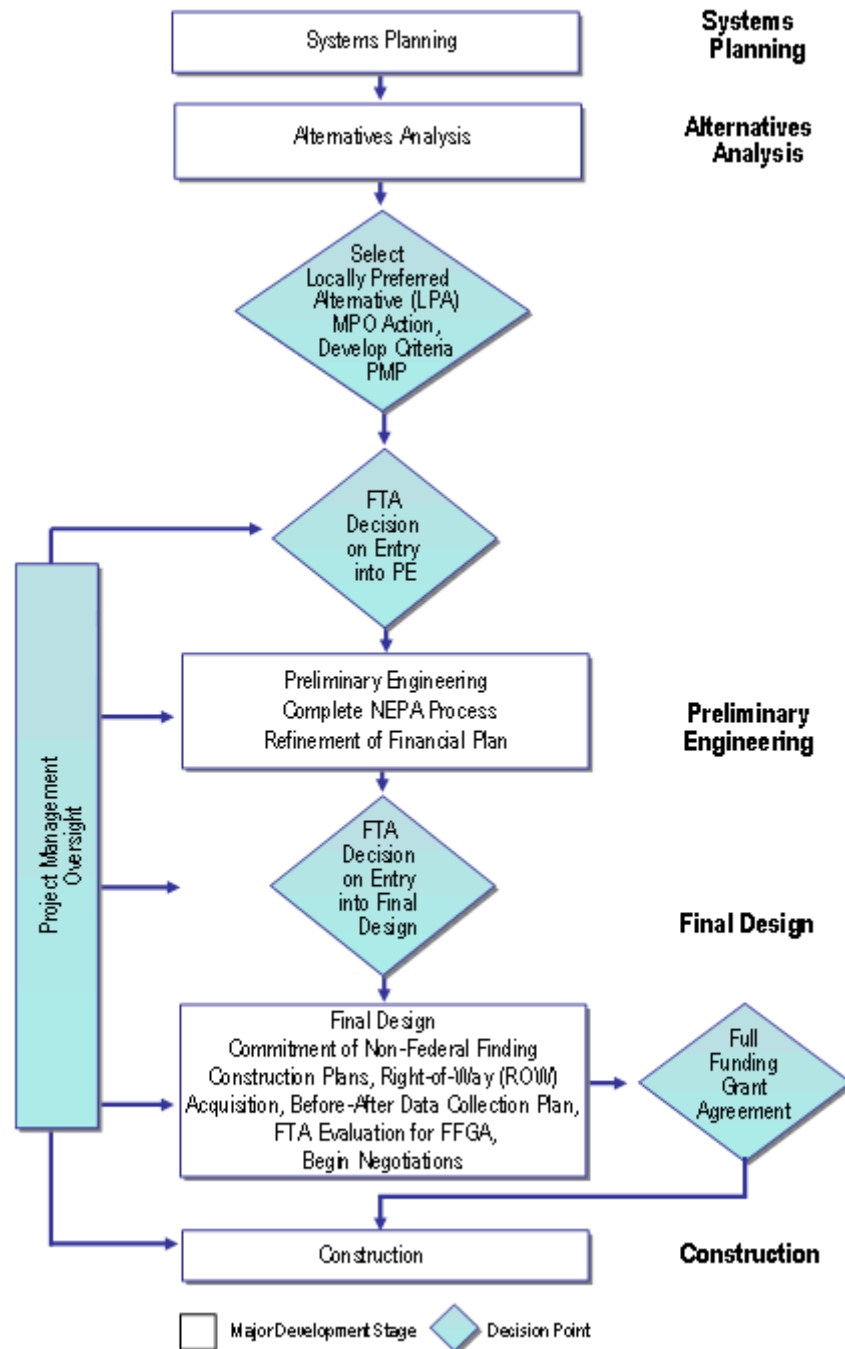 Systems Planning
Systems
Planning
Alternatives Analysis
Alternatives
Analysis
Select
Locally Preferred
Alternative (LPA)
MPO Action,
Develop Criteria
PMP
FTA
Decision
on Entry
into PE
Project Management
Oversight
Preliminary Engineering
Complete NEPA Process
Refinement of Financial Plan
Preliminary
Engineering
FTA
Decision
on Entry
into Final
Design
Final Design
Final Design
Commitment of Non-Federal Finding
Construction Plans, Right-of-Way (ROW)
Acquisition, Before-After Data Collection Plan,
FTA Evaluation for FFGA,
Begin Negotiations
Full
Funding
Grant
Agreement
Construction
Construction
Major Development Stage
Decision Point